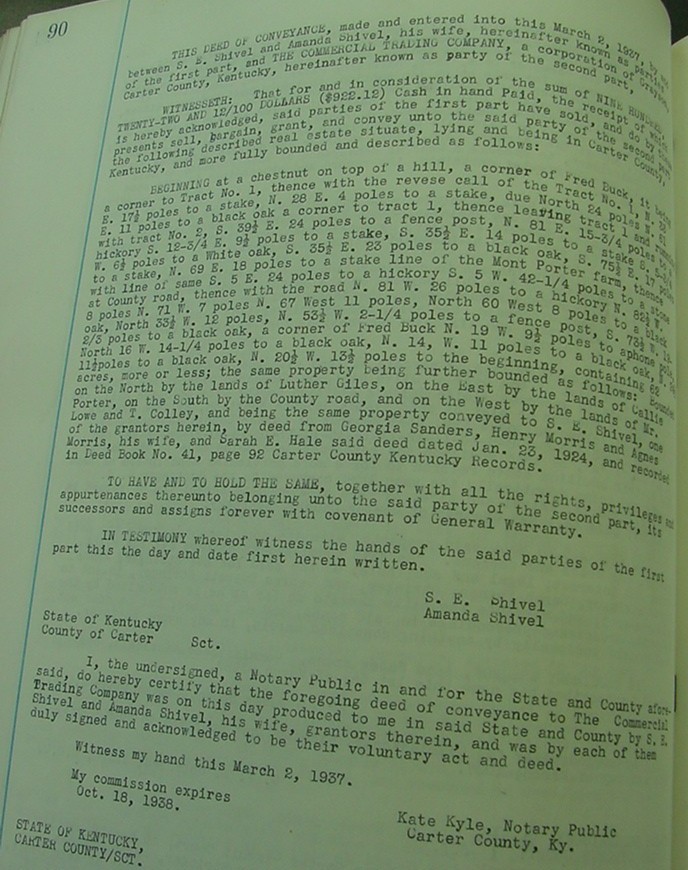 90
THIS DEED OF CONVEYANCE, made and entered into this March 2, 1937, by and
between S. E. Shivel and Amanda Shivel, his wife, hereinafter known as parties
of the first part, and THE COMMERCIAL TRADING COMPANY, a corporation of Grayson,
Carter County, Kentucky, hereinafter known as party of the second part,
WITNESSETH: That for and in consideration of the sum of NINE HUNDRED
TWENTY-TWO AND 12/100 DOLLARS ($922.12) Cash in hand Paid, the receipt of
is hereby acknowledged, said parties of the first part have sold, and do by
presents sell, bargain, grant, and convey unto the said party of the second part
the following described real estate situate, lying and being in Carter County,
Kentucky, and more fully bounded and described as follows:
BEGINNING at a chestnut on top of a hill, a corner of Fred Buck, it being
a corner to Tract No. 1, thence with the revese call of the Tract No. 1, N.
E. 17½ poles to a stake, N. 28 E. 4 poles to a stake, due North 24 poles N. 61
E. 11 poles to a black oak a corner to tract 1, thence leaving tract 1 and
with tract No. 2, S. 39½ E. 24 poles to a fence post, N. 81 E. 15-3/4 poles
hickory S. 12-3/4 E. 9½ poles to a stake, S. 35½ E. 14 poles to a stake
W. 6½ poles to a White oak, S. 35½ E. 23 poles to a black oak, S. 75½ E. 17
to a stake, N. 69 E. 18 poles to stake line of the Mont Porter farm, thence
with line of same S. 5 E. 24 poles to a hickory S. 5 W. 42-1/4 poles to a stone
at County road, thence with the road N. 81 W. 26 poles to a hickory N. 82½ W.
8 poles N. 71 W. 7 poles N. 67 West 11 poles, North 60 West 8 poles to a black
oak, North 33½ W. 12 poles, N. 53½ W. 2-1/4 poles to a fence post, S. 73½
2/3 poles to a black oak, a corner of Fred Buck N. 19 W. 9½ poles to aphone pole,
North 16 W. 14-1/4 poles to black oak, N. 14, W. 11 poles to a black oak, N.
11½poles to a black oak, N. 20½ W. 13½ poles to the beginning, containing
acres, more or less; the same property being further bounded as follows: Bounded
on the North by the lands of Luther Giles, on the East by the lands of Callie
Porter, on the South by the County road, and on the West by the lands of Mr.
Lowe and T. Colley, and being the same property conveyed to S. E. Shivel, one
of the grantors herein, by deed from Georgia Sanders, Henry Morris and Agnes
Morris, his wife, and Sarah E. Hale said deed dated Jan. 23, 1924, and recorded
in Deed Book No. 41, page 92 Carter County Kentucky Records.
TO HAVE AND TO HOLD THE SAME, together with all the rights, privileges and
appurtenances thereunto belonging unto the said party of the second part, its
successors and assigns forever with covenant of General Warranty.
IN TESTIMONY whereof witness the hands of the said parties of the first
part this the day and date first herein written.
S. E. Shivel
Amanda Shivel
State of Kentucky
County of Carter Sct.
I, the undersigned, a Notary Public in and for the State and County afore-
said, do hereby certify that the foregoing deed of conveyance to The Commercial
Trading Company was on this day produced to me in said State and County by S. E.
Shivel and Amanda Shivel, his wife, grantors therein, and was by each of them
duly signed and acknowledged to be their voluntary act and deed.
Witness my hand this March 2, 1937.
My commission expires
Oct. 18, 1938.
Kate Kyle, Notary Public
Carter County, Ky.
STATE OF KENTUCKY,
CARTER COUNTY/SCT.